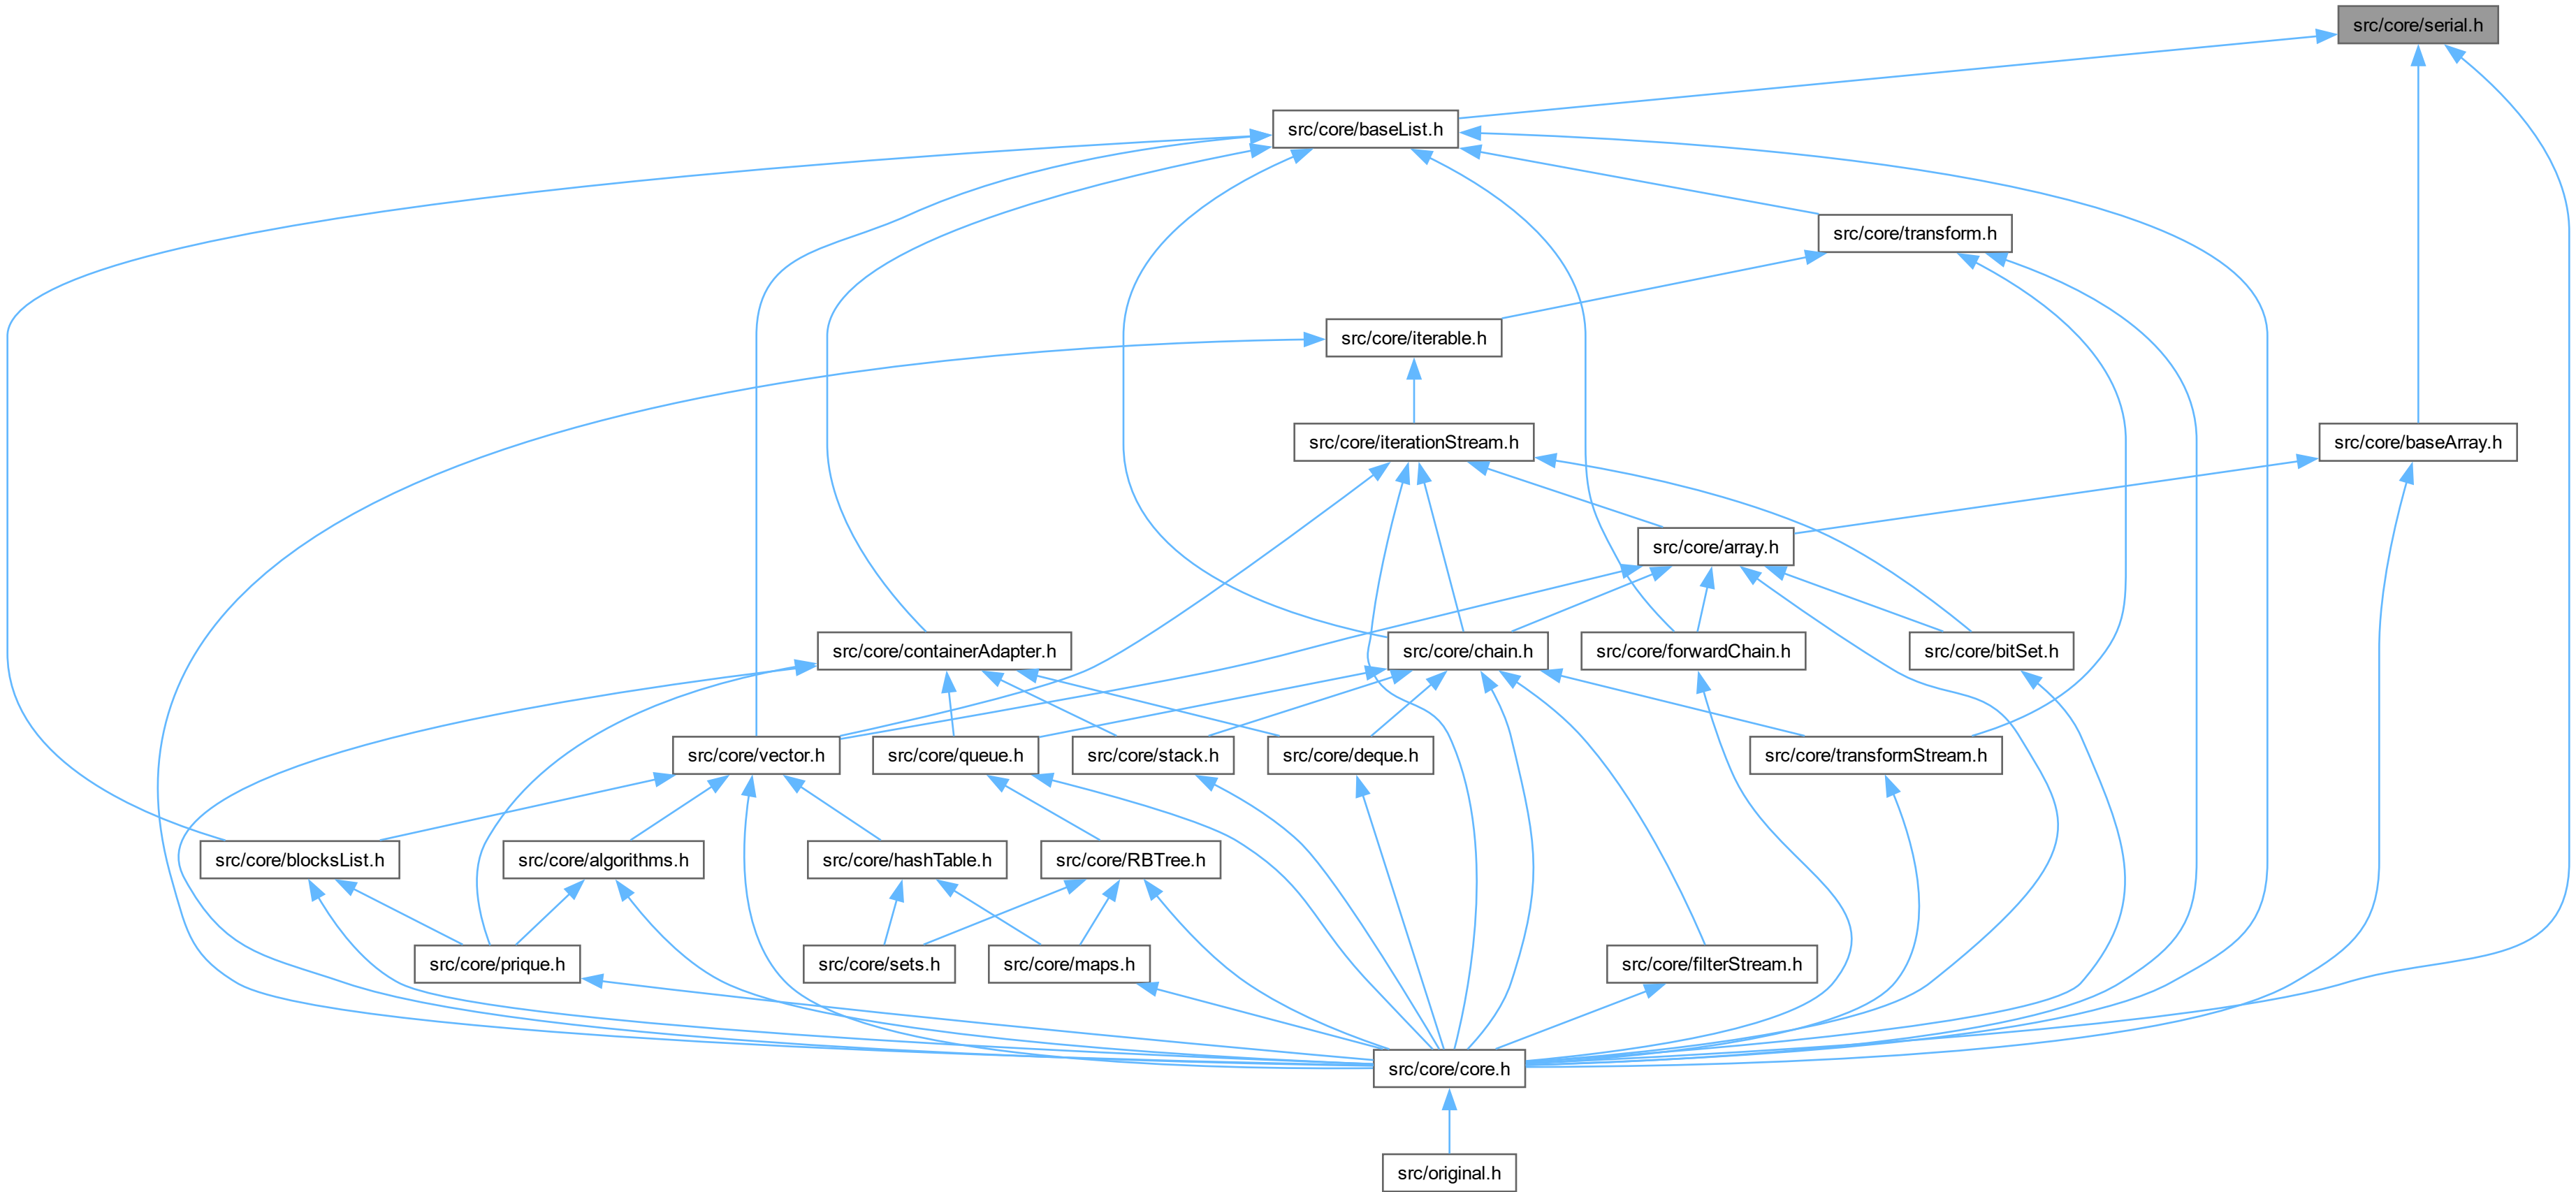 src/core/serial.h
src/core/baseList.h
src/core/transform.h
src/core/iterable.h
src/core/iterationStream.h
src/core/baseArray.h
src/core/array.h
src/core/containerAdapter.h
src/core/chain.h
src/core/forwardChain.h
src/core/bitSet.h
src/core/vector.h
src/core/queue.h
src/core/stack.h
src/core/deque.h
src/core/transformStream.h
src/core/blocksList.h
src/core/algorithms.h
src/core/hashTable.h
src/core/RBTree.h
src/core/prique.h
src/core/sets.h
src/core/maps.h
src/core/filterStream.h
src/core/core.h
src/original.h